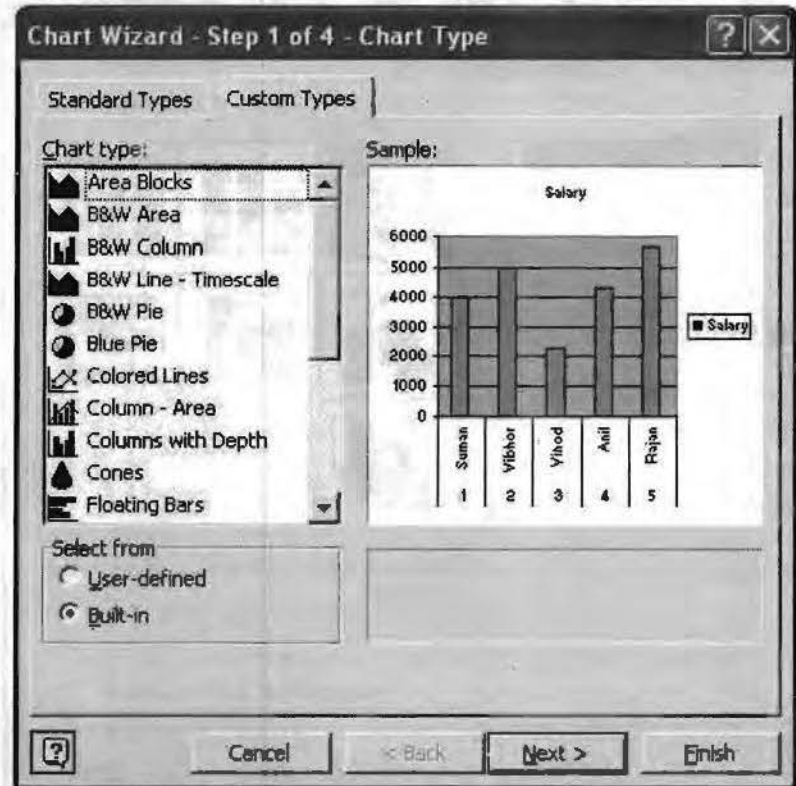 Chart Wizard - Step 1 of 4 - Chart Type
Standard Types Custom Types
Chart type:
Area Blocks
B&W Area
B&W Column
B&W Line - Timescale
B&W Pie
Blue Pie
Colored Lines
Column - Area
Columns with Depth
Cones
Floating Bars
Select from
User-defined
Built-in
Sample:
Salary
6000
5000
4000
3000
2000
1000
0
Suman Vibhor Vihod Anil Rajan
1 2 3 4 5
Salary
Cancel < Back Next > Finish